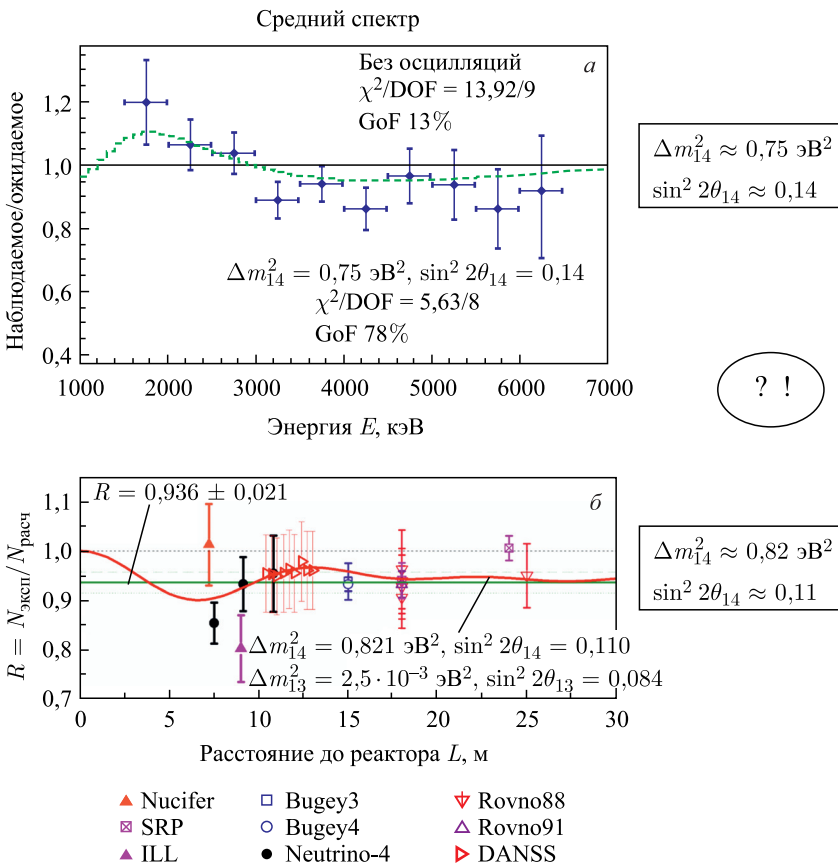 Средний спектр
Без осцилляций
а
χ²/DOF = 13,92/9
GoF 13%
Δm²₁₄ = 0,75 эВ², sin² 2θ₁₄ = 0,14
χ²/DOF = 5,63/8
GoF 78%
Наблюдаемое/ожидаемое
1,2
1,0
0,8
0,6
0,4
1000 2000 3000 4000 5000 6000 7000
Энергия E, кэВ
Δm²₁₄ ≈ 0,75 эВ²
sin² 2θ₁₄ ≈ 0,14
? !
R = 0,936 ± 0,021
б
R = Nэксп/Nрасч
1,1
1,0
0,9
0,8
0,7
Δm²₁₄ = 0,821 эВ², sin² 2θ₁₄ = 0,110
Δm²₁₃ = 2,5 · 10⁻³ эВ², sin² 2θ₁₃ = 0,084
0 5 10 15 20 25 30
Расстояние до реактора L, м
Δm²₁₄ ≈ 0,82 эВ²
sin² 2θ₁₄ ≈ 0,11
Nucifer Bugey3 Rovno88
SRP Bugey4 Rovno91
ILL Neutrino-4 DANSS